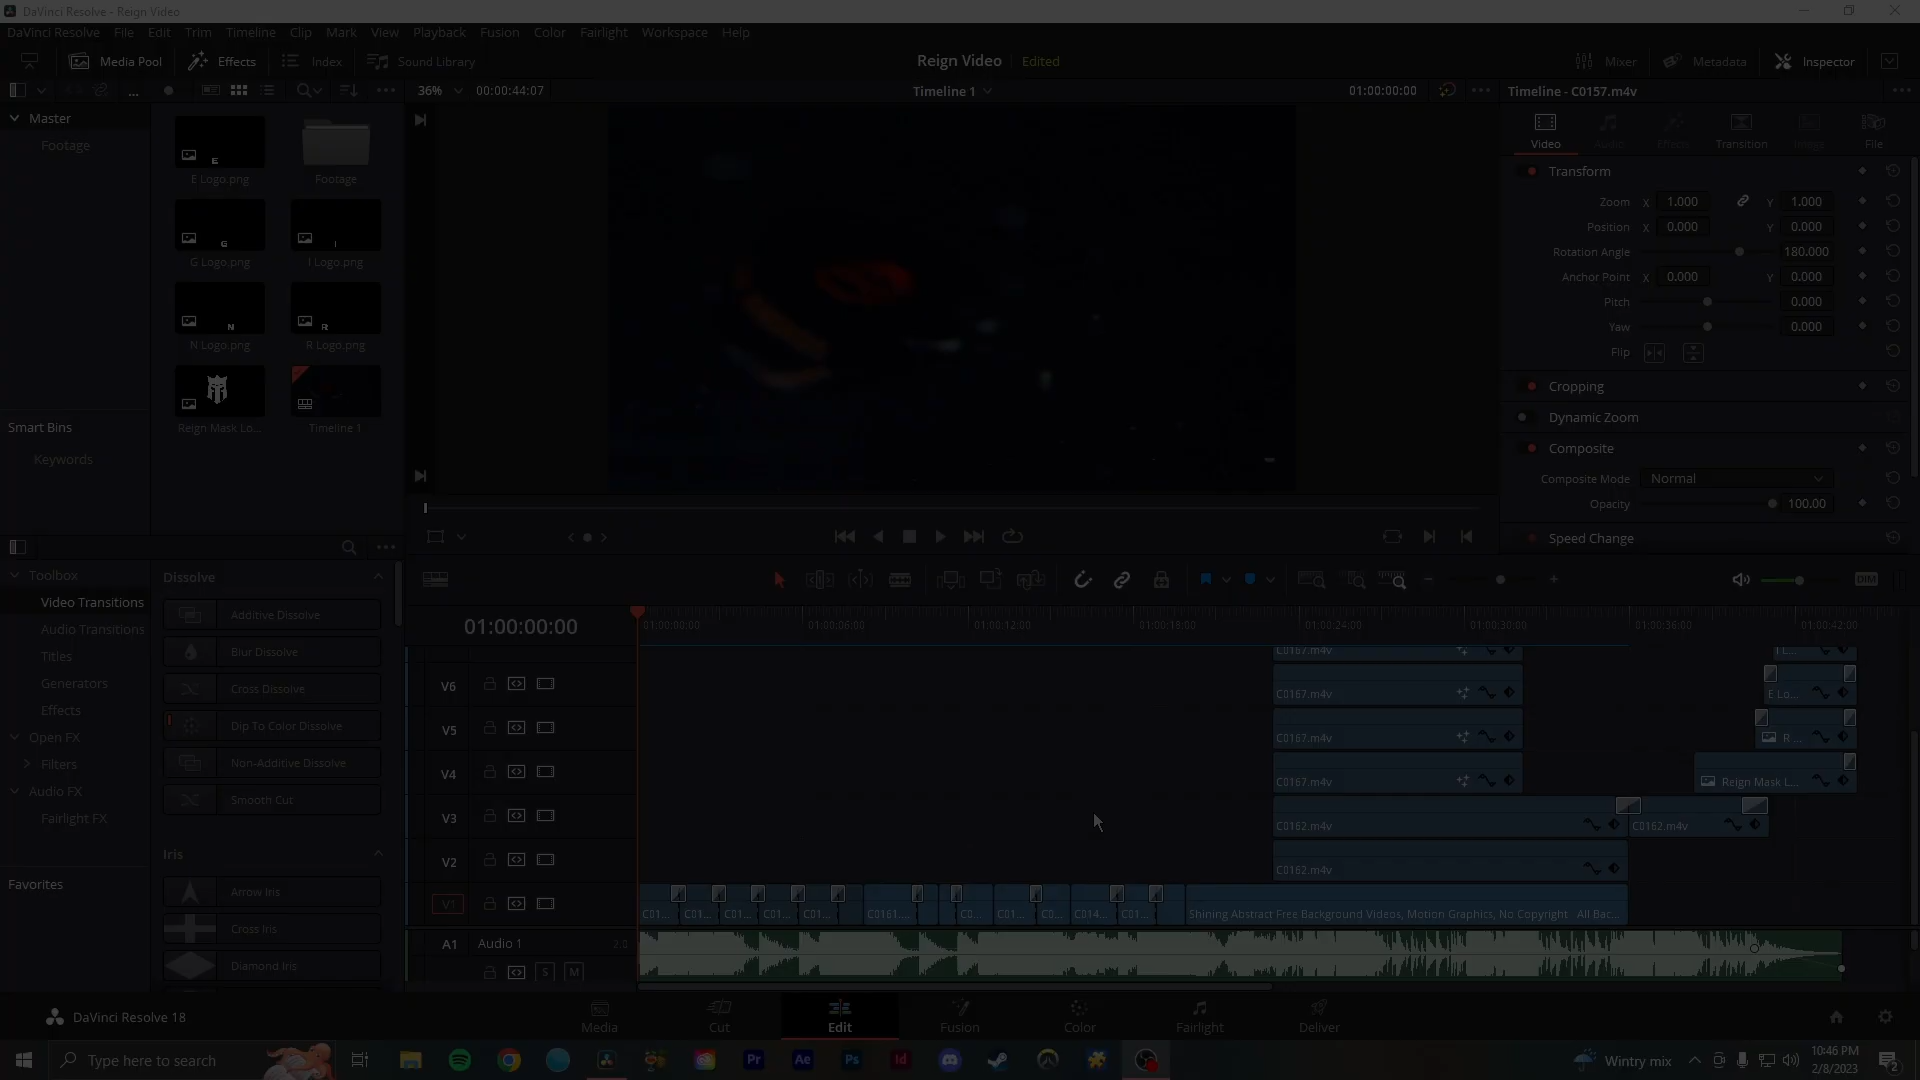 DaVinci Resolve - Reign Video
DaVinci Resolve File Edit Trim Timeline Clip Mark View Playback Fusion Color Fairlight Workspace Help
Media Pool Effects Index Sound Library Reign Video Edited Mixer Metadata Inspector
36% 00:00:44:07 Timeline 1 01:00:00:00 Timeline - C0157.m4v
Master
Footage
E Logo.png Footage
G Logo.png I Logo.png
N Logo.png R Logo.png
Reign Mask Lo... Timeline 1
Smart Bins
Keywords
Video Audio Effects Transition Image File
Transform
Zoom X 1.000 Y 1.000
Position X 0.000 Y 0.000
Rotation Angle 180.000
Anchor Point X 0.000 Y 0.000
Pitch 0.000
Yaw 0.000
Flip
Cropping
Dynamic Zoom
Composite
Composite Mode Normal
Opacity 100.00
Speed Change
Toolbox
Video Transitions
Audio Transitions
Titles
Generators
Effects
Open FX
Filters
Audio FX
Fairlight FX
Favorites
Dissolve
Additive Dissolve
Blur Dissolve
Cross Dissolve
Dip To Color Dissolve
Non-Additive Dissolve
Smooth Cut
Iris
Arrow Iris
Cross Iris
Diamond Iris
DIM
01:00:00:00 01:00:00:00 01:00:06:00 01:00:12:00 01:00:18:00 01:00:24:00 01:00:30:00 01:00:36:00 01:00:42:00
C0167.m4v I L...
V6 C0167.m4v E Lo...
V5 C0167.m4v R ...
V4 C0167.m4v Reign Mask L...
V3 C0162.m4v C0162.m4v
V2 C0162.m4v
V1 C01... C01... C01... C01... C01... C0161.... C0... C01... C0... C014... C01... Shining Abstract Free Background Videos, Motion Graphics, No Copyright All Bac...
A1 Audio 1 2.0
S M
DaVinci Resolve 18 Media Cut Edit Fusion Color Fairlight Deliver
Type here to search Pr Ae Ps Id Wintry mix 10:46 PM
2/8/2023 2